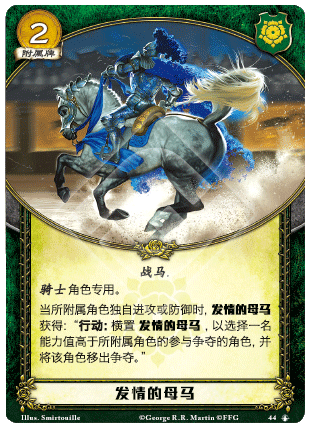 2
附属牌
战马.
骑士角色专用。
当所附属角色独自进攻或防御时, 发情的母马
获得: “行动: 横置 发情的母马 , 以选择一名
能力值高于所附属角色的参与争夺的角色, 并
将该角色移出争夺。”
发情的母马
Illus. Smirtouille ©George R.R. Martin ©FFG 44